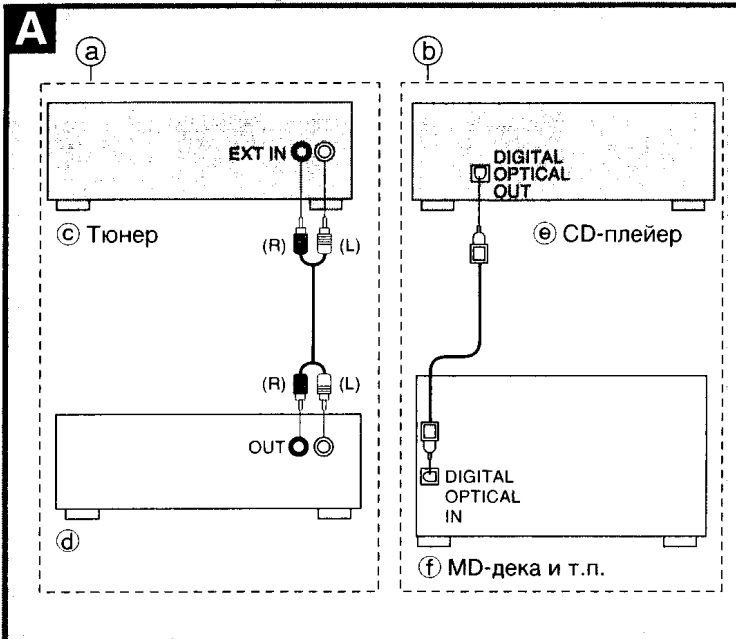 A
ⓐ
EXT IN
ⓒ Тюнер
(R) (L)
(R) (L)
OUT
ⓓ
ⓑ
DIGITAL
OPTICAL
OUT
ⓔ CD-плейер
DIGITAL
OPTICAL
IN
ⓕ MD-дека и т.п.